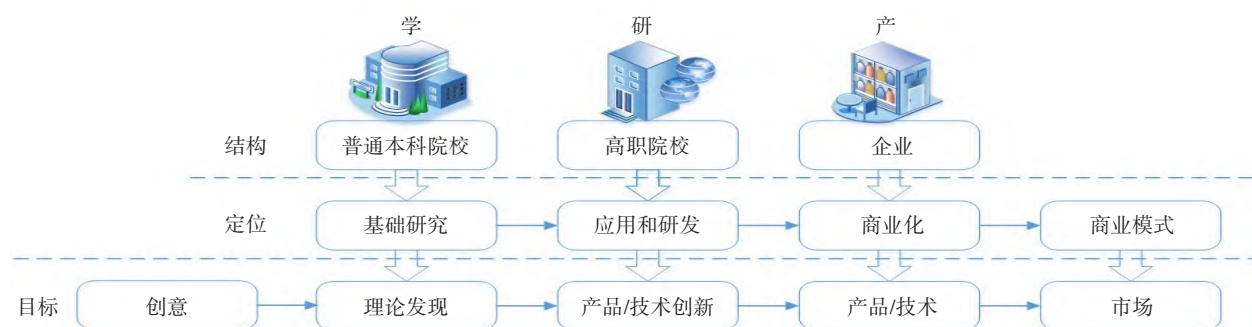 学 研 产
结构 普通本科院校 高职院校 企业
定位 基础研究 应用和研发 商业化 商业模式
目标 创意 理论发现 产品/技术创新 产品/技术 市场